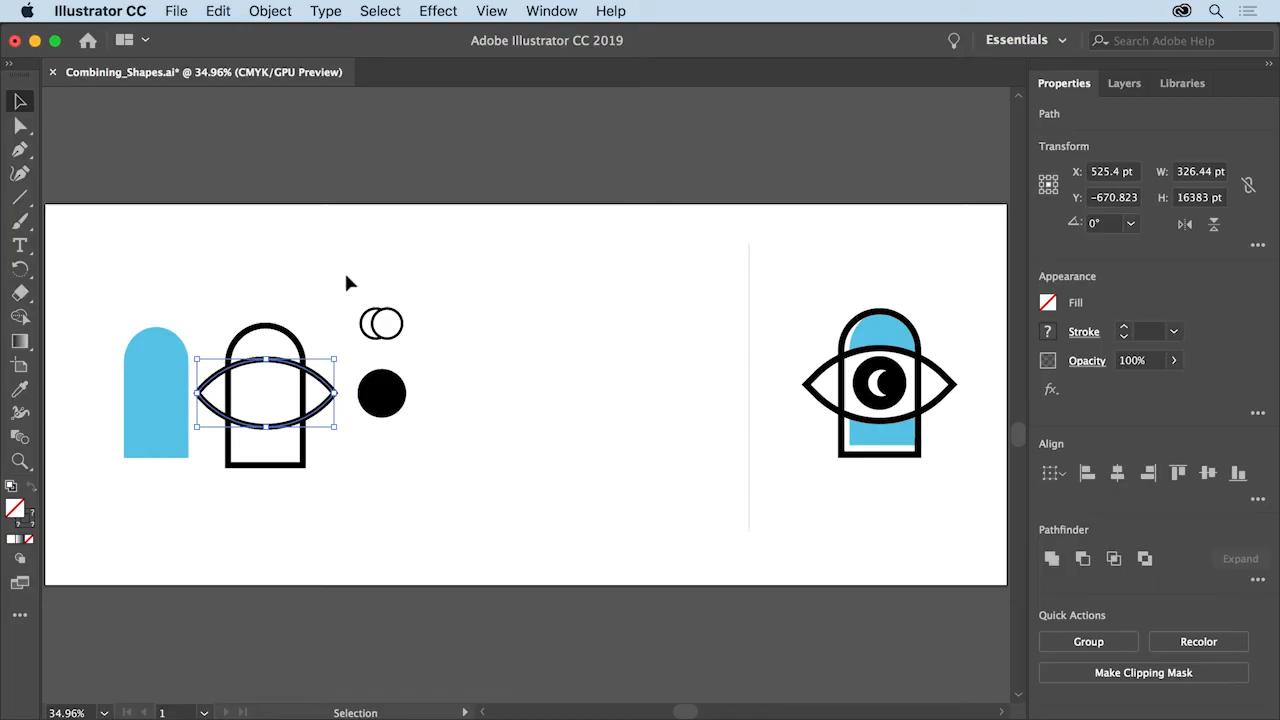 Illustrator CC File Edit Object Type Select Effect View Window Help
Adobe Illustrator CC 2019
Essentials
Search Adobe Help
× Combining_Shapes.ai* @ 34.96% (CMYK/GPU Preview)
Properties Layers Libraries
Path
Transform
X: 525.4 pt W: 326.44 pt
Y: -670.823 H: 16383 pt
0°
Appearance
Fill
? Stroke
Opacity 100%
fx.
Align
Pathfinder
Expand
Quick Actions
Group Recolor
Make Clipping Mask
34.96% 1 Selection